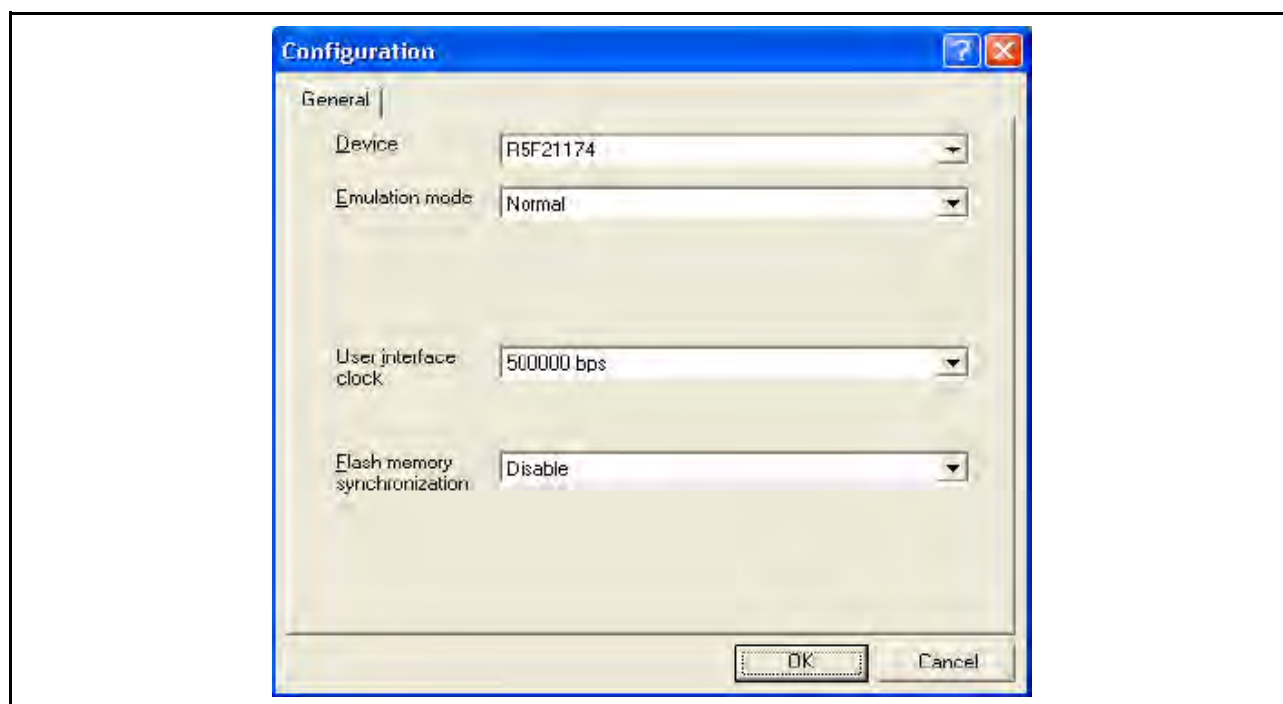 Configuration
General
Device
R5F21174
Emulation mode
Normal
User interface
clock
500000 bps
Flash memory
synchronization
Disable
OK
Cancel